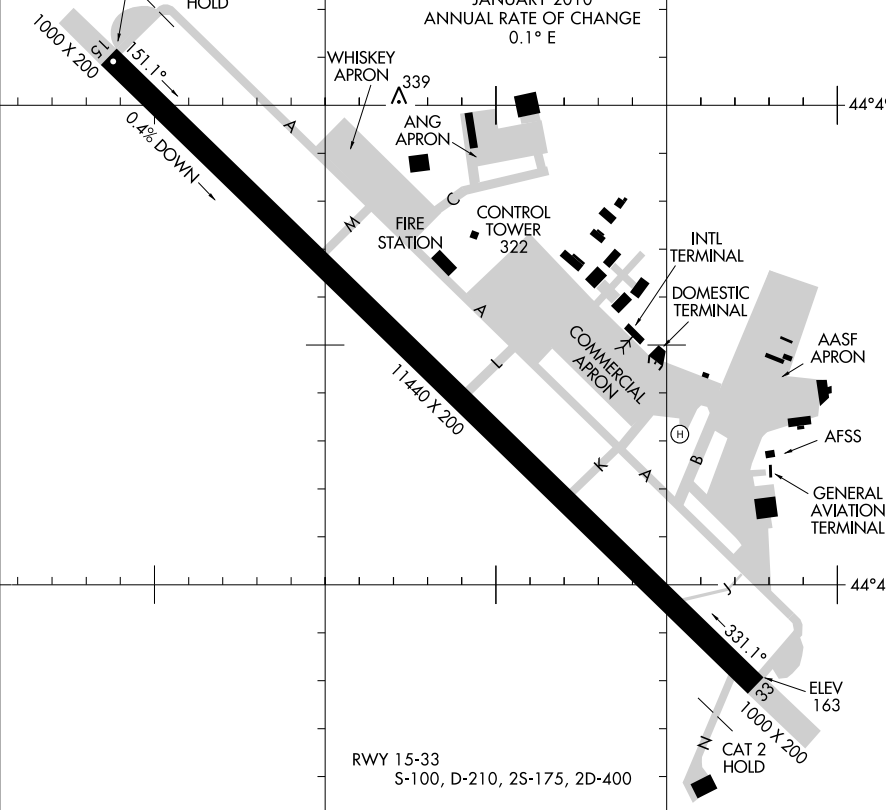 HOLD
JANUARY 2010
ANNUAL RATE OF CHANGE
0.1° E
1000 X 200
15
151.1°
0.4% DOWN
WHISKEY
APRON
339
ANG
APRON
44°4
A
C
M
FIRE
STATION
CONTROL
TOWER
322
INTL
TERMINAL
DOMESTIC
TERMINAL
A
L
COMMERCIAL
APRON
AASF
APRON
11440 X 200
H
K
A
B
AFSS
GENERAL
AVIATION
TERMINAL
J
44°4
331.1°
33
ELEV
163
1000 X 200
N
CAT 2
HOLD
RWY 15-33
S-100, D-210, 2S-175, 2D-400